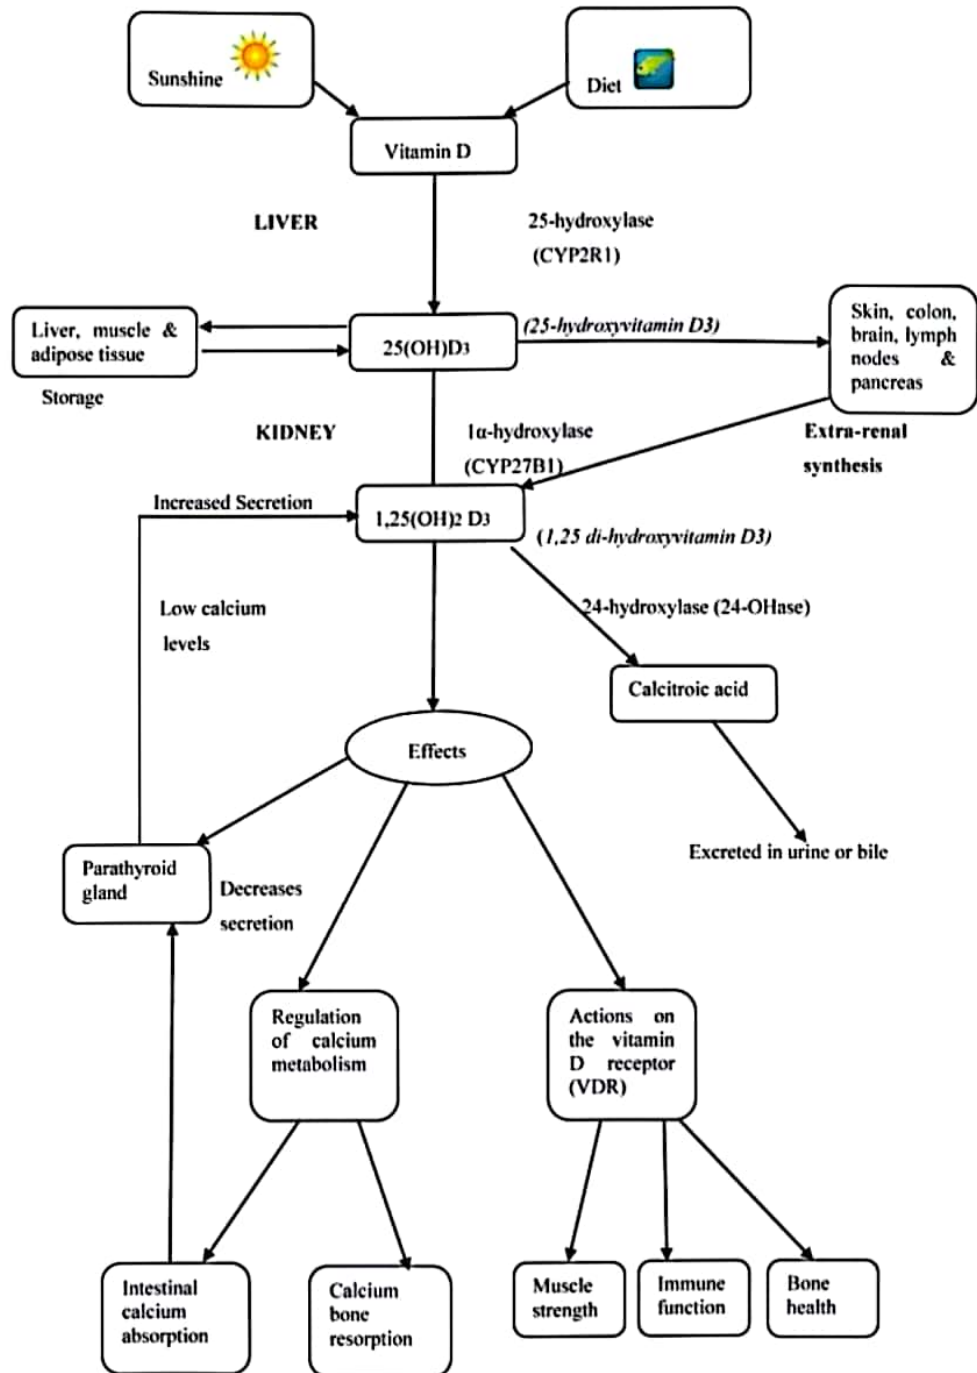 Sunshine
Diet
Vitamin D
LIVER
25-hydroxylase
(CYP2R1)
Liver, muscle &
adipose tissue
Storage
25(OH)D3
(25-hydroxyvitamin D3)
Skin, colon,
brain, lymph
nodes &
pancreas
Extra-renal
synthesis
KIDNEY
1α-hydroxylase
(CYP27B1)
Increased Secretion
1,25(OH)2 D3
(1,25 di-hydroxyvitamin D3)
Low calcium
levels
24-hydroxylase (24-OHase)
Calcitroic acid
Effects
Excreted in urine or bile
Parathyroid
gland
Decreases
secretion
Regulation
of calcium
metabolism
Actions on
the vitamin
D receptor
(VDR)
Intestinal
calcium
absorption
Calcium
bone
resorption
Muscle
strength
Immune
function
Bone
health